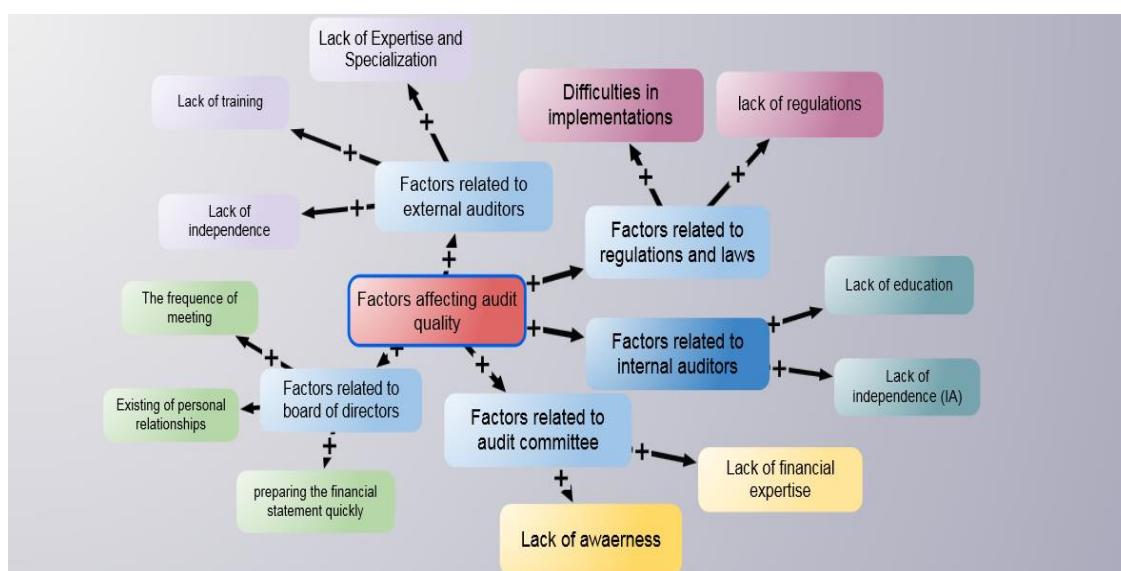 Lack of Expertise and
Specialization
Lack of training
Difficulties in
implementations
lack of regulations
Factors related to
external auditors
Lack of
independence
Factors related to
regulations and laws
Factors affecting audit
quality
Lack of education
The frequence of
meeting
Factors related to
internal auditors
Lack of
independence (IA)
Factors related to
board of directors
Existing of personal
relationships
Factors related to
audit committee
Lack of financial
expertise
preparing the financial
statement quickly
Lack of awaerness